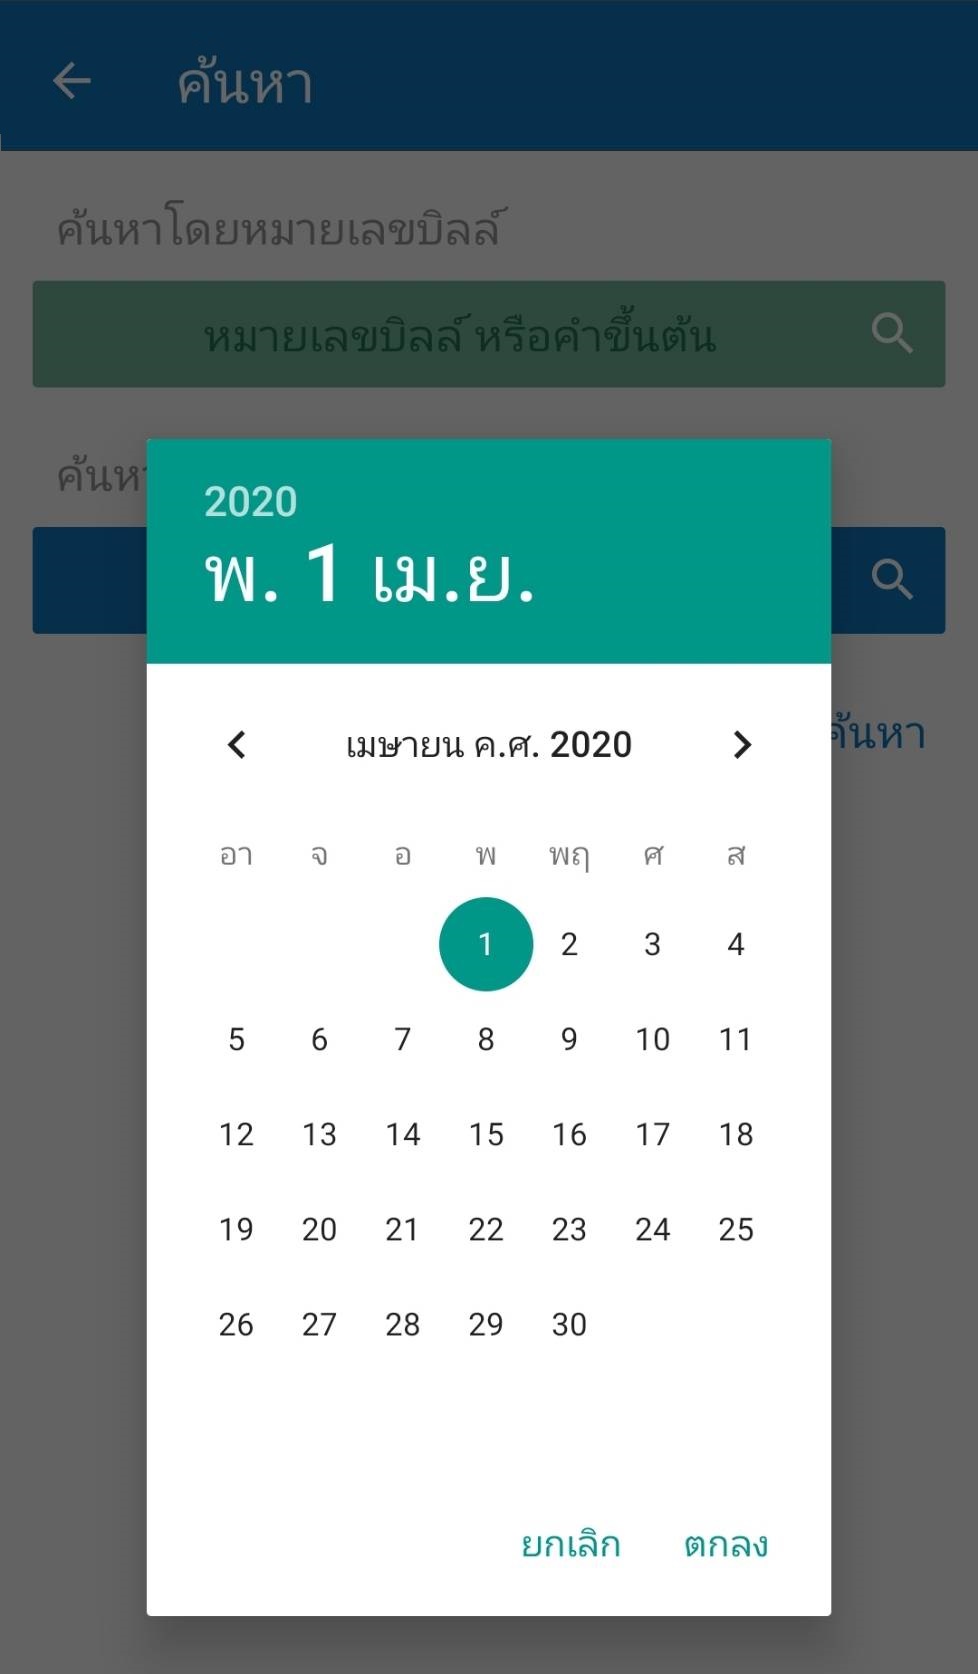 ค้นหา
ค้นหาโดยหมายเลขบิลล์
หมายเลขบิลล์ หรือคำขึ้นต้น
2020
พ. 1 เม.ย.
เมษายน ค.ศ. 2020
อา จ อ พ พฤ ศ ส
1 2 3 4
5 6 7 8 9 10 11
12 13 14 15 16 17 18
19 20 21 22 23 24 25
26 27 28 29 30
ยกเลิก ตกลง
ค้นหา